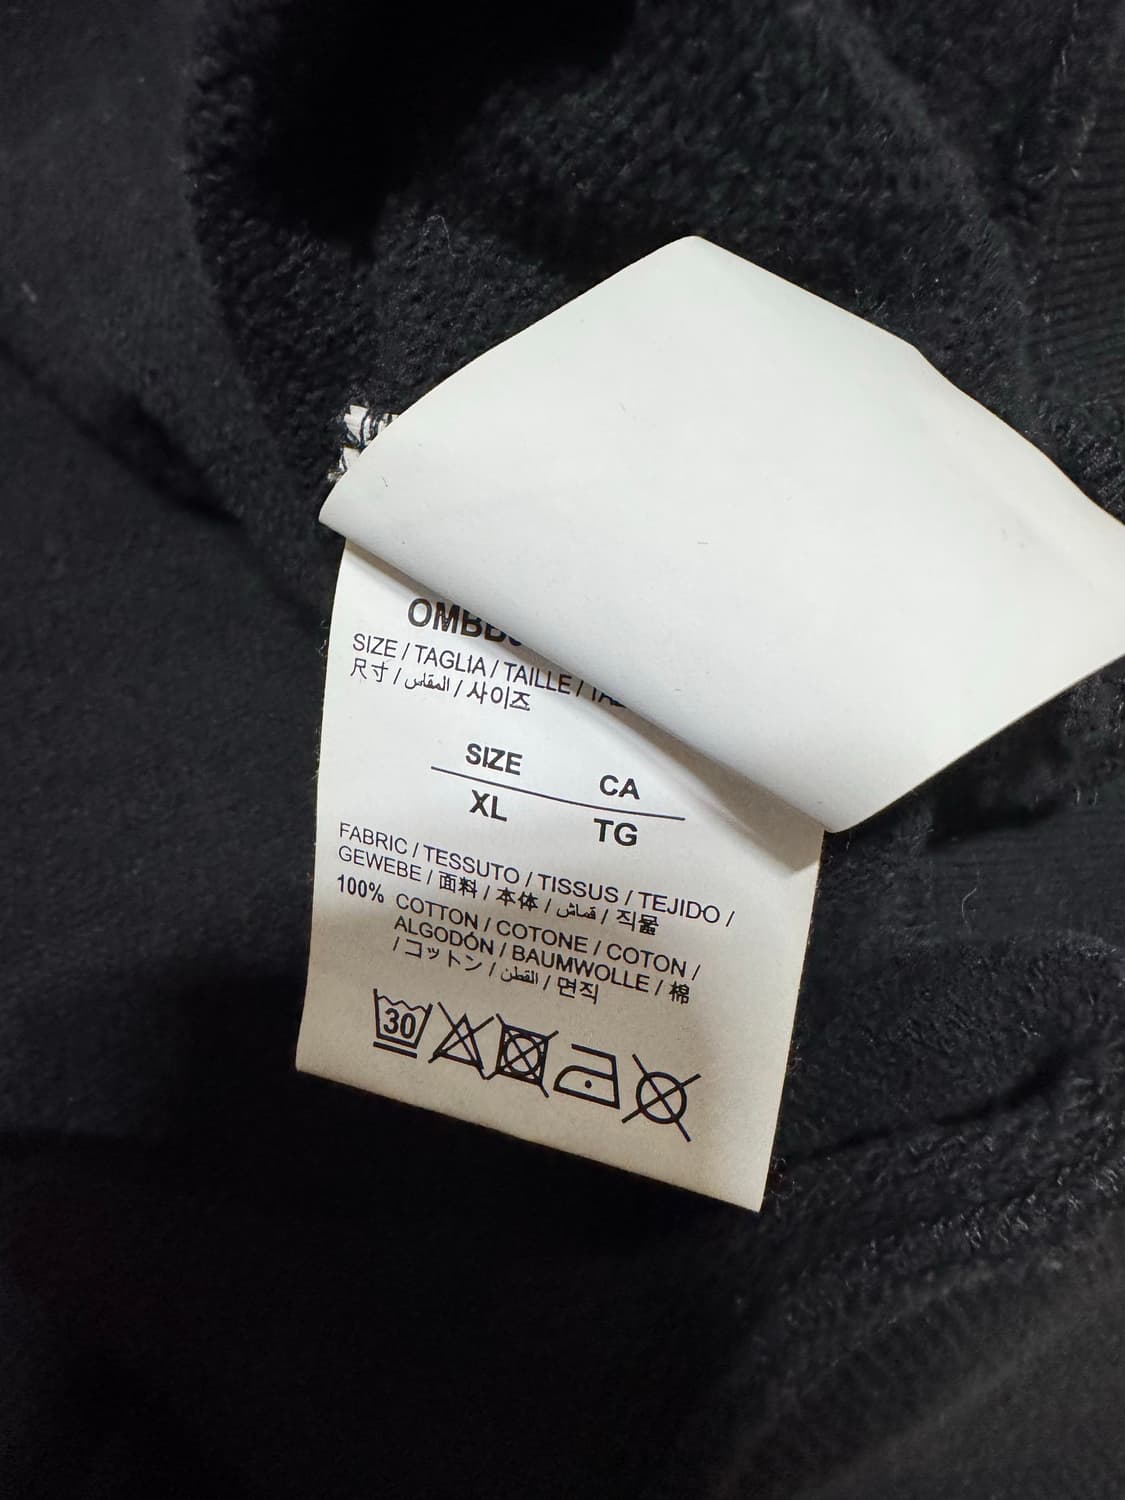 SIZE / TAGLIA / TAILLE /
尺寸 / المقاس / 사이즈
SIZE CA
XL TG
FABRIC / TESSUTO / TISSUS / TEJIDO /
GEWEBE / 面料 / 本体 / قماش / 직물
100% COTTON / COTONE / COTON /
ALGODÓN / BAUMWOLLE / 棉
/ コットン / القطن / 면직
30